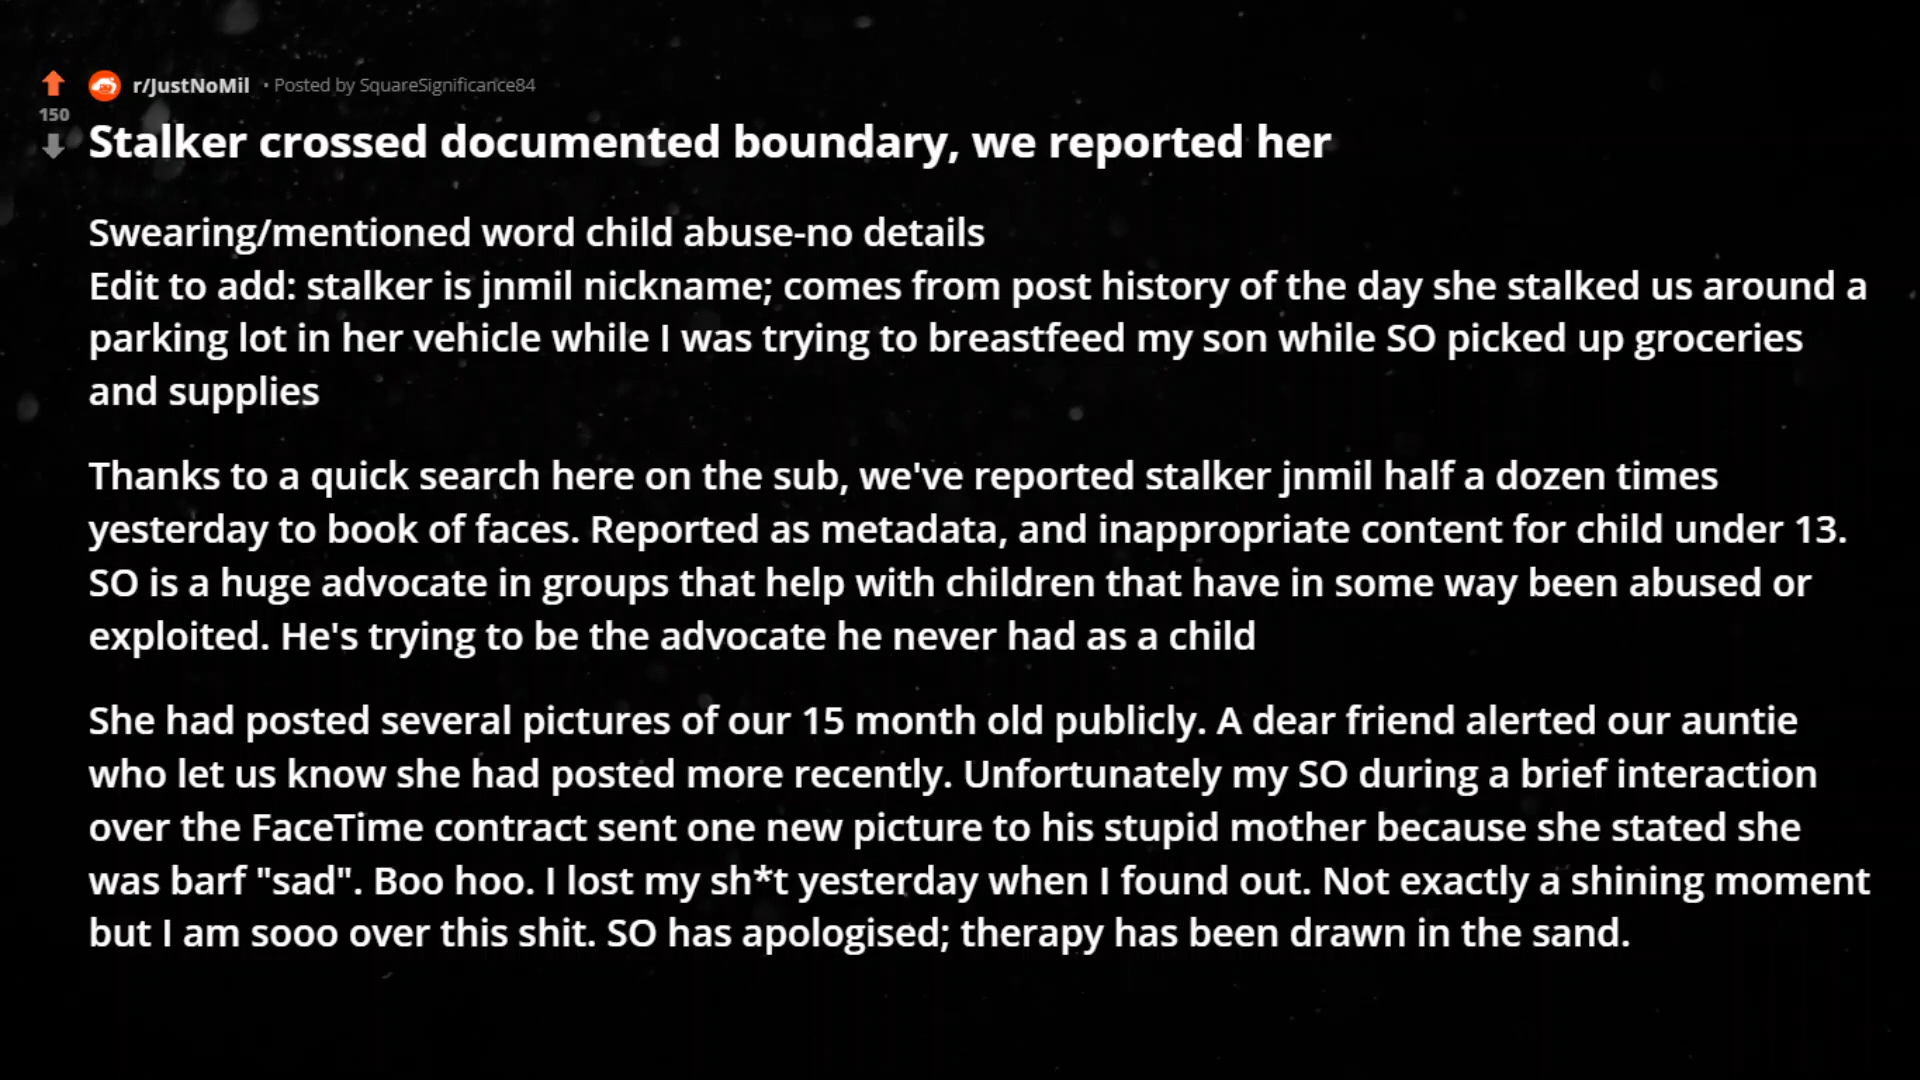 r/JustNoMil • Posted by SquareSignificance84
150
Stalker crossed documented boundary, we reported her
Swearing/mentioned word child abuse-no details
Edit to add: stalker is jnmil nickname; comes from post history of the day she stalked us around a
parking lot in her vehicle while I was trying to breastfeed my son while SO picked up groceries
and supplies
Thanks to a quick search here on the sub, we've reported stalker jnmil half a dozen times
yesterday to book of faces. Reported as metadata, and inappropriate content for child under 13.
SO is a huge advocate in groups that help with children that have in some way been abused or
exploited. He's trying to be the advocate he never had as a child
She had posted several pictures of our 15 month old publicly. A dear friend alerted our auntie
who let us know she had posted more recently. Unfortunately my SO during a brief interaction
over the FaceTime contract sent one new picture to his stupid mother because she stated she
was barf "sad". Boo hoo. I lost my sh*t yesterday when I found out. Not exactly a shining moment
but I am sooo over this shit. SO has apologised; therapy has been drawn in the sand.